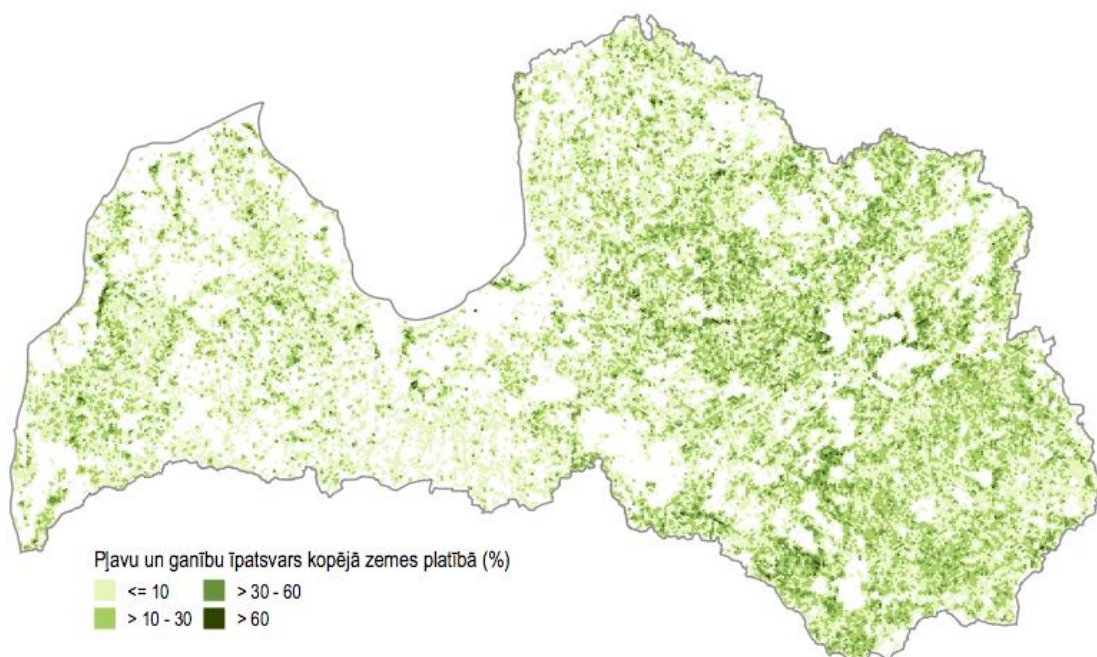 Pļavu un ganību īpatsvars kopējā zemes platībā (%)
<= 10 > 30 - 60
> 10 - 30 > 60